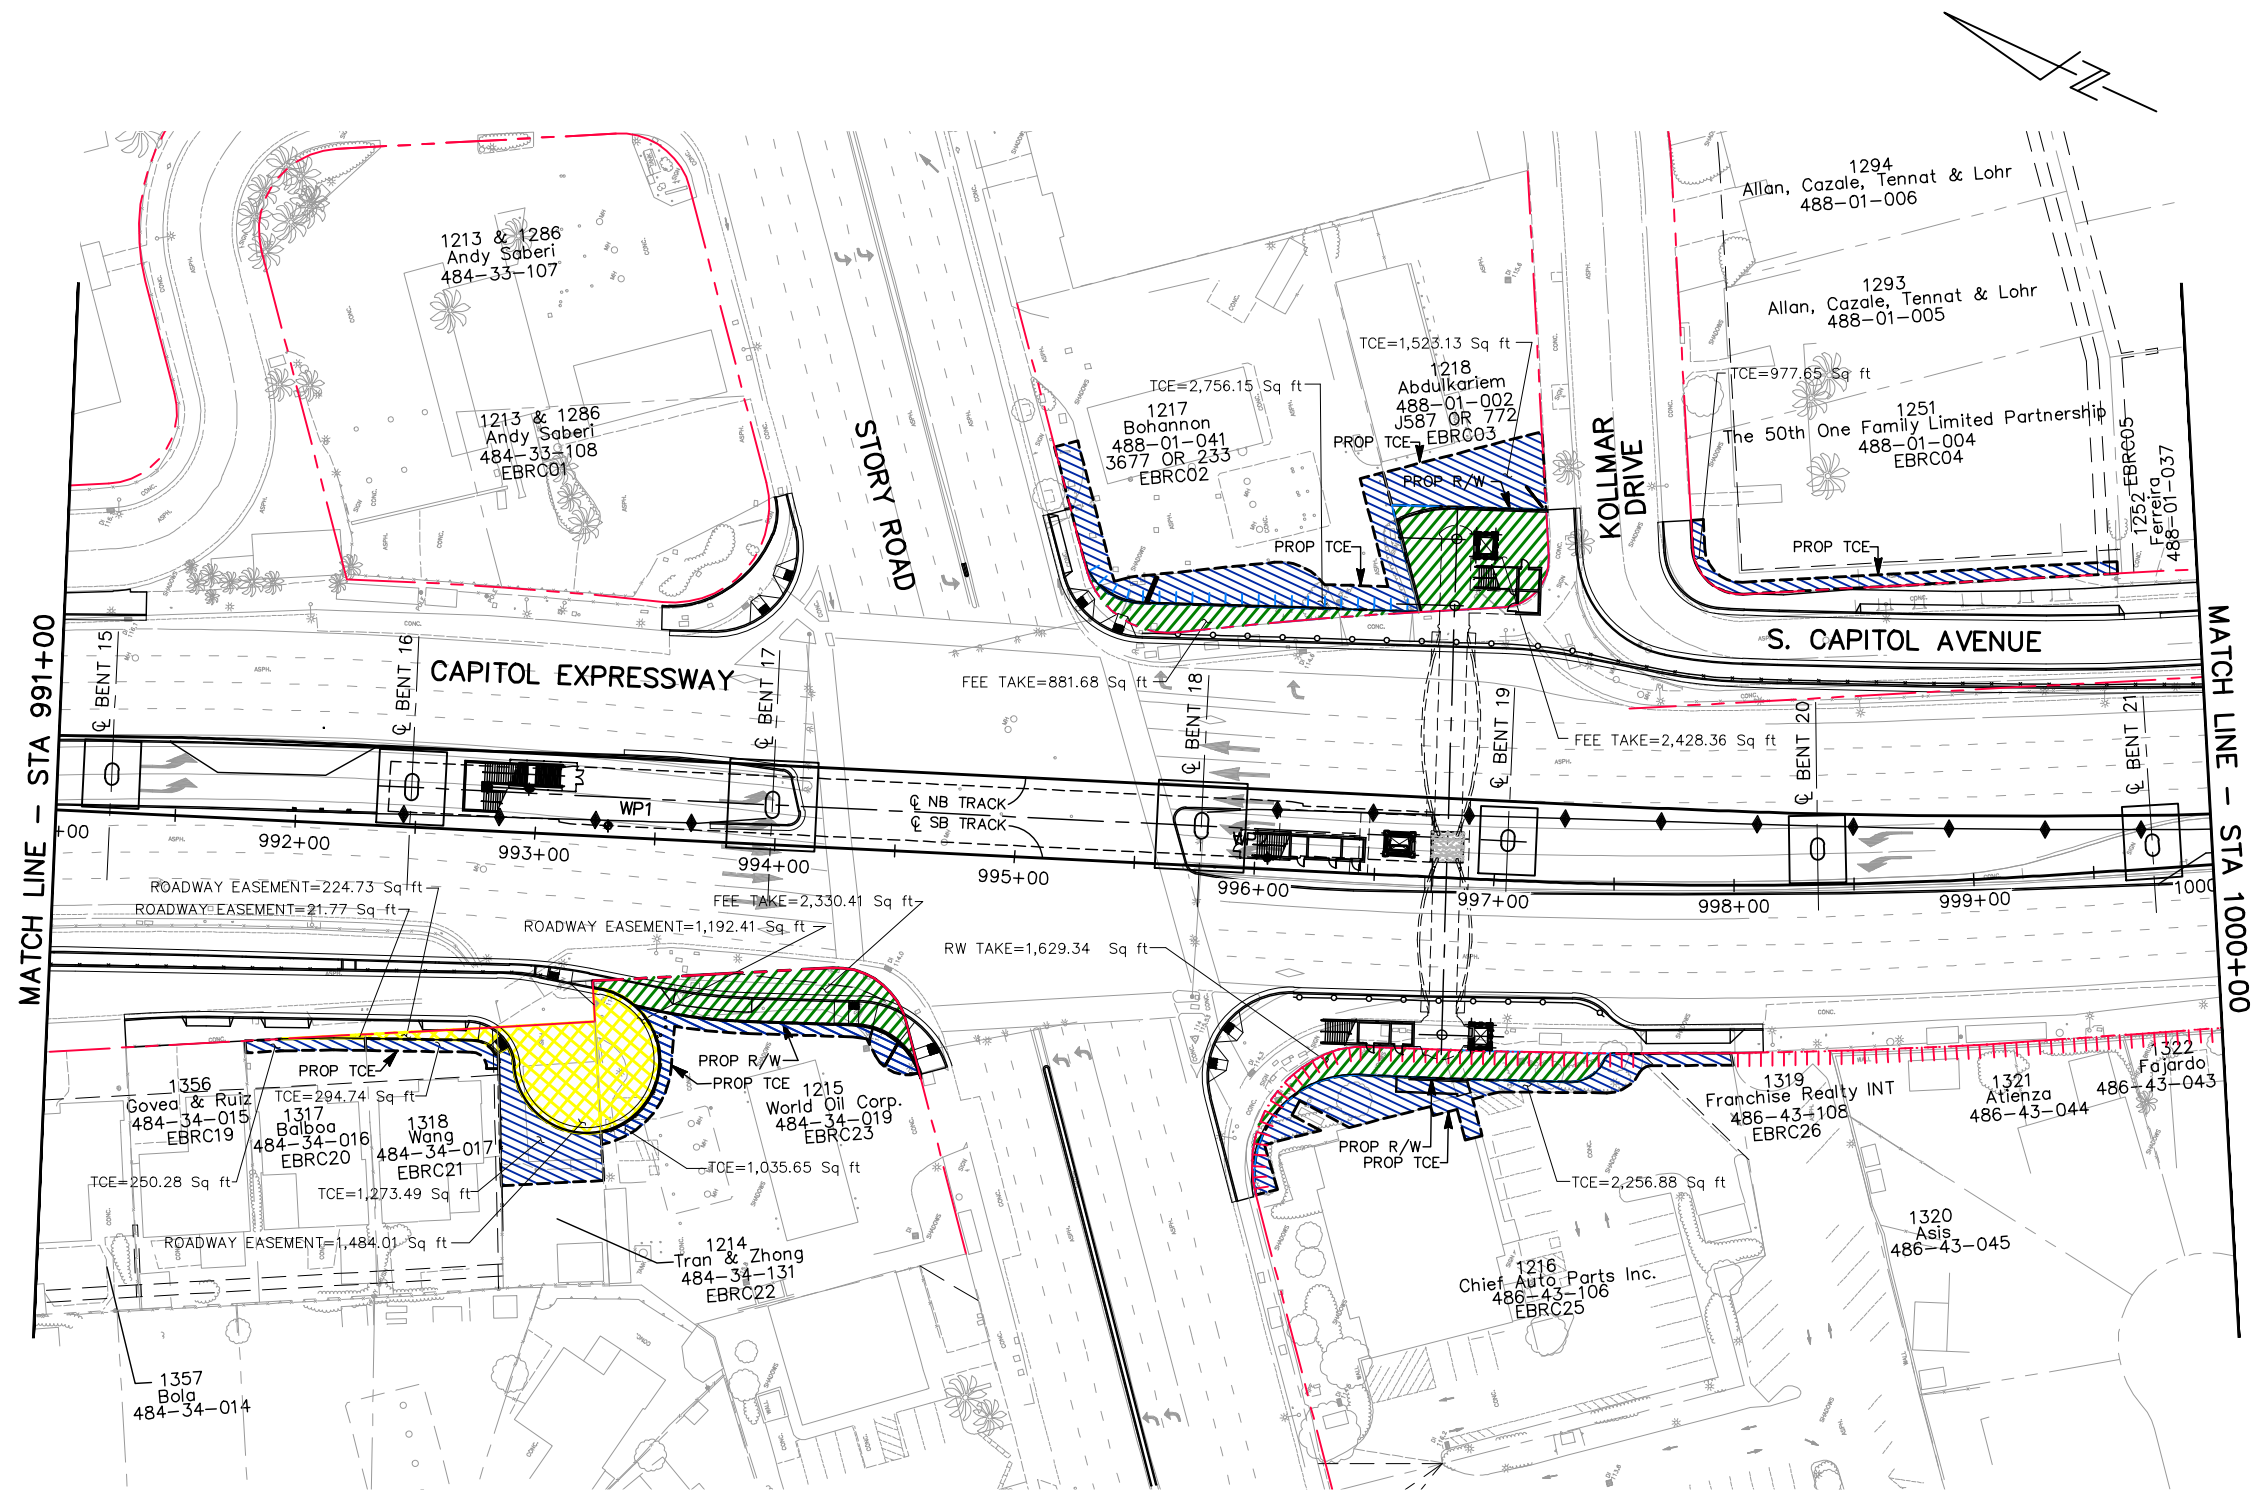 1294
Allan, Cazale, Tennat & Lohr
488-01-006
1213 & 1286
Andy Saberi
484-33-107
1293
Allan, Cazale, Tennat & Lohr
488-01-005
TCE=1,523.13 Sq ft
1218
Abdulkariem
488-01-002
J587 OR 772
EBRC03
TCE=977.65 Sq ft
TCE=2,756.15 Sq ft
1217
Bohannon
488-01-041
3677 OR 233
EBRC02
1213 & 1286
Andy Saberi
484-33-108
EBRC01
1251
The 50th One Family Limited Partnership
488-01-004
EBRC04
1252 EBRC05
Ferreira
488-01-037
STORY ROAD
KOLLMAR
DRIVE
PROP TCE
PROP R/W
PROP TCE
PROP TCE
MATCH LINE - STA 991+00
MATCH LINE - STA 1000+00
CAPITOL EXPRESSWAY
S. CAPITOL AVENUE
FEE TAKE=881.68 Sq ft
FEE TAKE=2,428.36 Sq ft
℄ BENT 15
℄ BENT 16
℄ BENT 17
℄ BENT 18
℄ BENT 19
℄ BENT 20
℄ BENT 21
WP1
℄ NB TRACK
℄ SB TRACK
+00
992+00
993+00
994+00
995+00
996+00
997+00
998+00
999+00
1000
ROADWAY EASEMENT=224.73 Sq ft
ROADWAY EASEMENT=21.77 Sq ft
FEE TAKE=2,330.41 Sq ft
ROADWAY EASEMENT=1,192.41 Sq ft
RW TAKE=1,629.34 Sq ft
PROP TCE
PROP R/W
PROP TCE
1356
Govea & Ruiz
484-34-015
EBRC19
TCE=294.74 Sq ft
1317
Balboa
484-34-016
EBRC20
1318
Wang
484-34-017
EBRC21
1215
World Oil Corp.
484-34-019
EBRC23
1319
Franchise Realty INT
486-43-108
EBRC26
1321
Atienza
486-43-044
1322
Fajardo
486-43-043
PROP R/W
PROP TCE
TCE=250.28 Sq ft
TCE=1,273.49 Sq ft
TCE=1,035.65 Sq ft
TCE=2,256.88 Sq ft
ROADWAY EASEMENT=1,484.01 Sq ft
1214
Tran & Zhong
484-34-131
EBRC22
1320
Asis
486-43-045
1216
Chief Auto Parts Inc.
486-43-106
EBRC25
1357
Bola
484-34-014